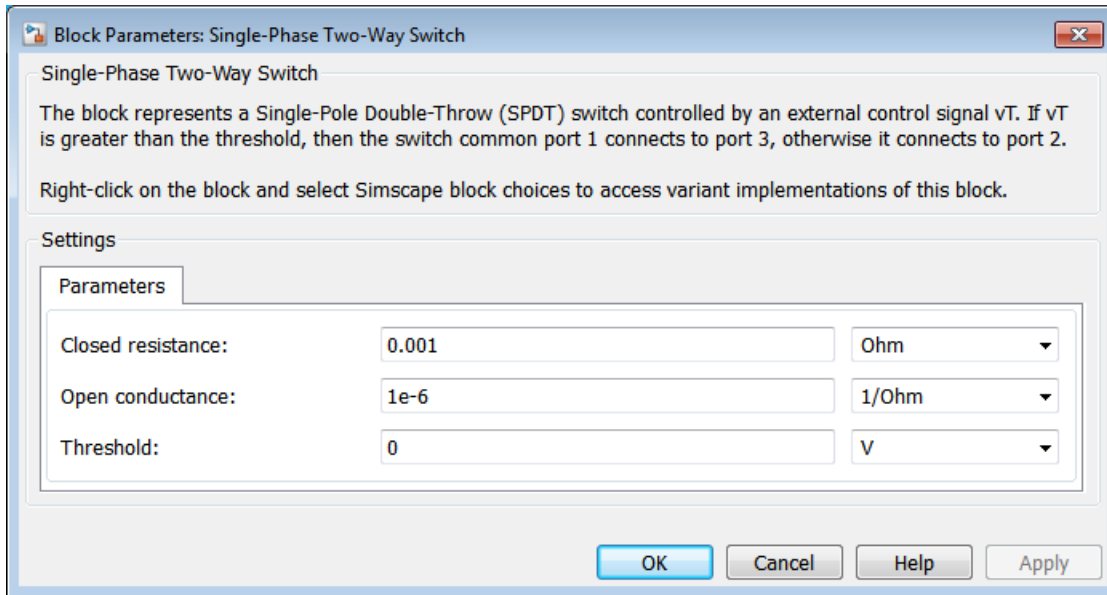 Block Parameters: Single-Phase Two-Way Switch
Single-Phase Two-Way Switch
The block represents a Single-Pole Double-Throw (SPDT) switch controlled by an external control signal vT. If vT
is greater than the threshold, then the switch common port 1 connects to port 3, otherwise it connects to port 2.
Right-click on the block and select Simscape block choices to access variant implementations of this block.
Settings
Parameters
Closed resistance: 0.001 Ohm
Open conductance: 1e-6 1/Ohm
Threshold: 0 V
OK Cancel Help Apply